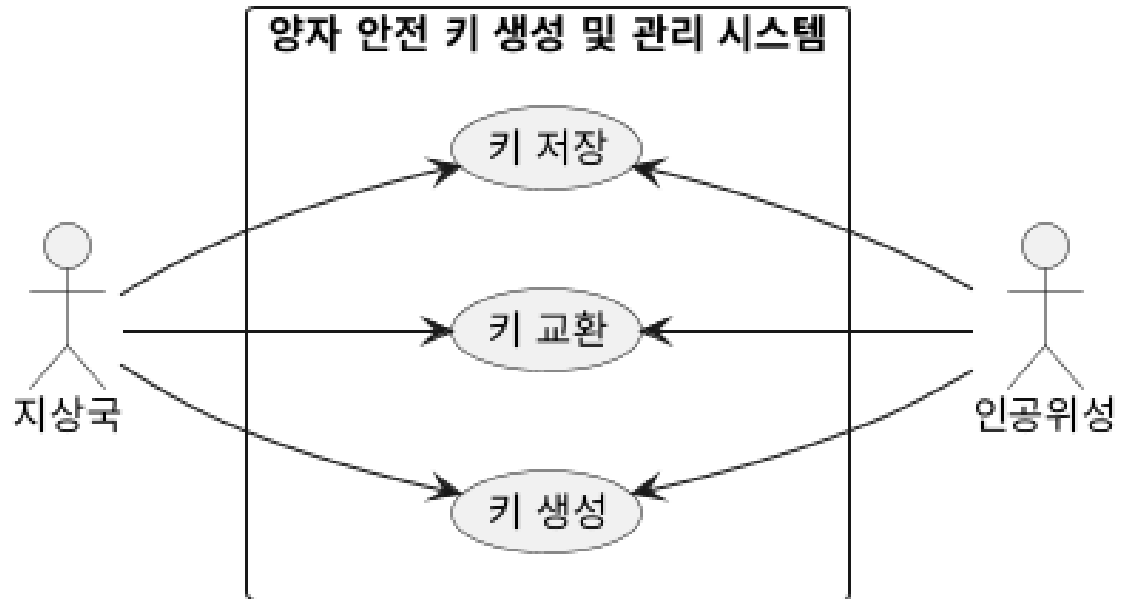 양자 안전 키 생성 및 관리 시스템
키 저장
키 교환
지상국
인공위성
키 생성